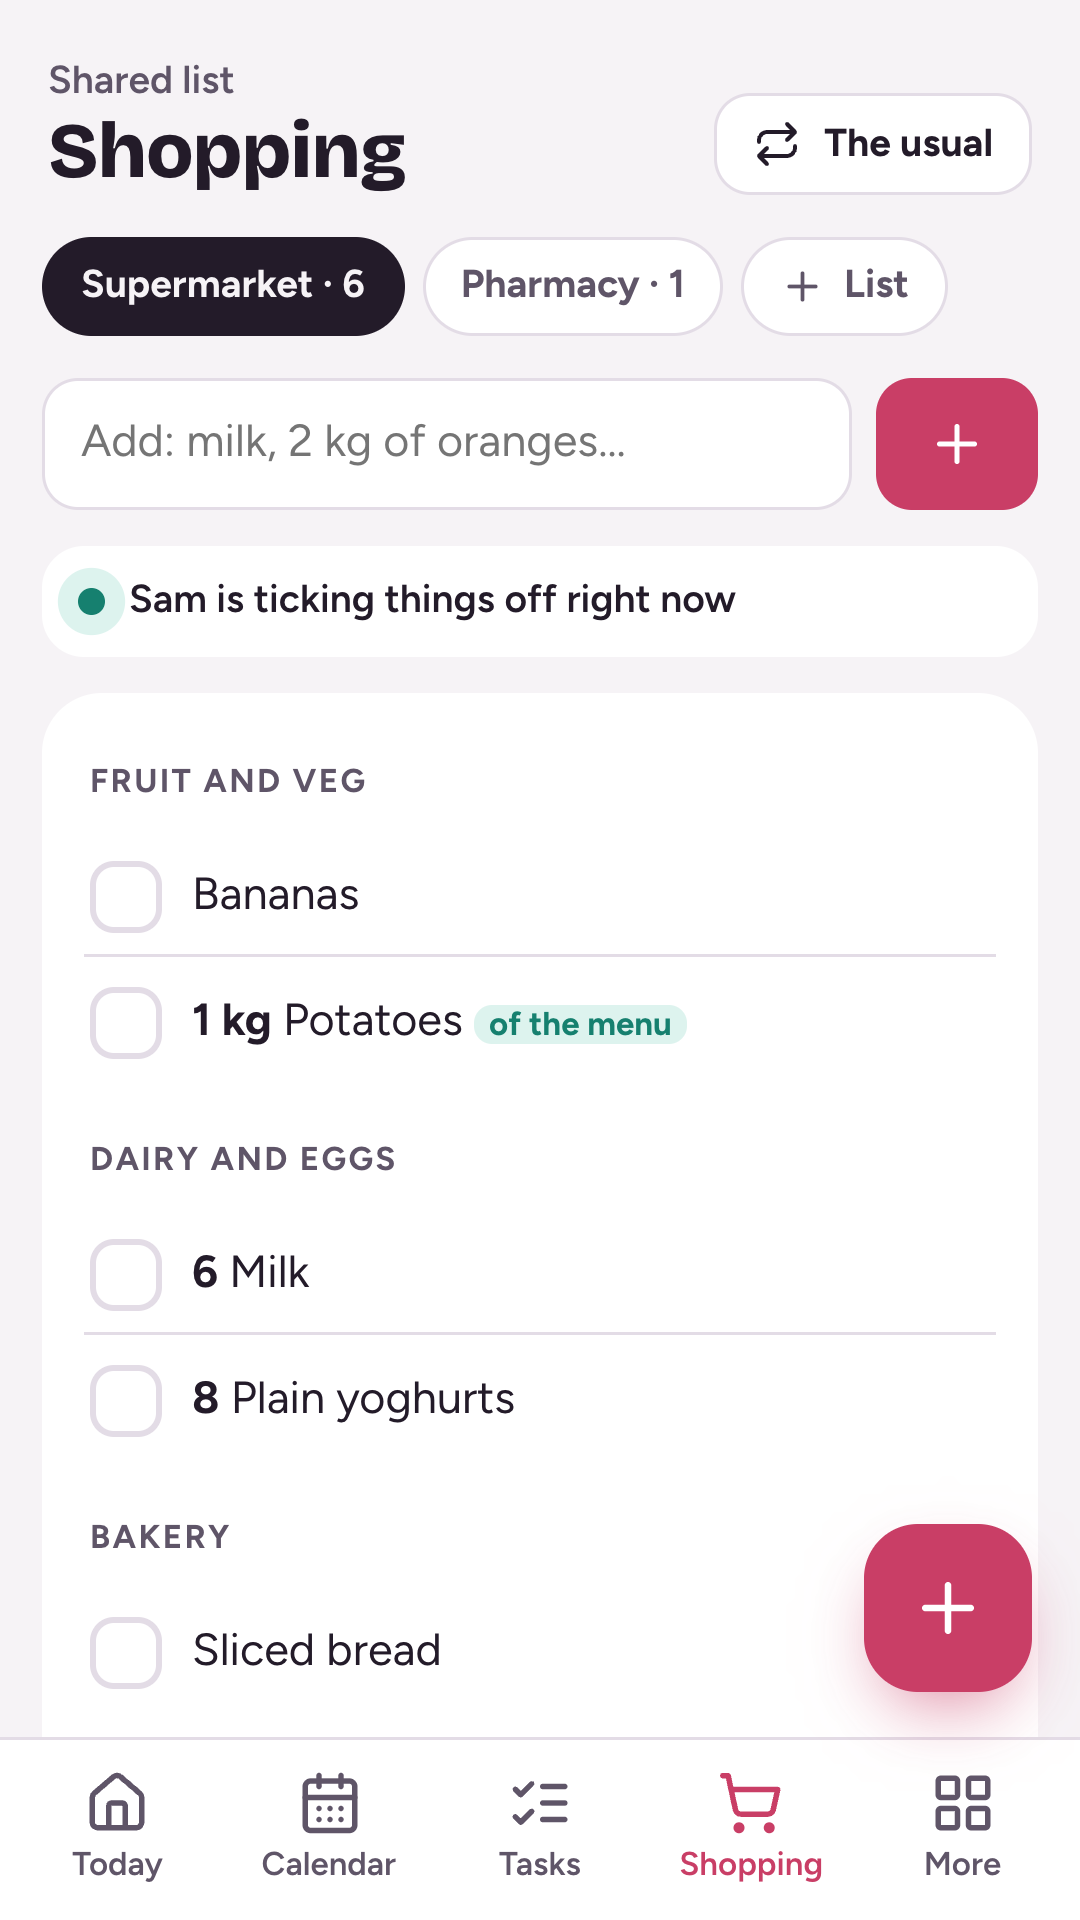 Shared list
Shopping
The usual
Supermarket · 6
Pharmacy · 1
List
Add: milk, 2 kg of oranges...
Sam is ticking things off right now
FRUIT AND VEG
Bananas
1 kg Potatoes of the menu
DAIRY AND EGGS
6 Milk
8 Plain yoghurts
BAKERY
Sliced bread
Today
Calendar
Tasks
Shopping
More